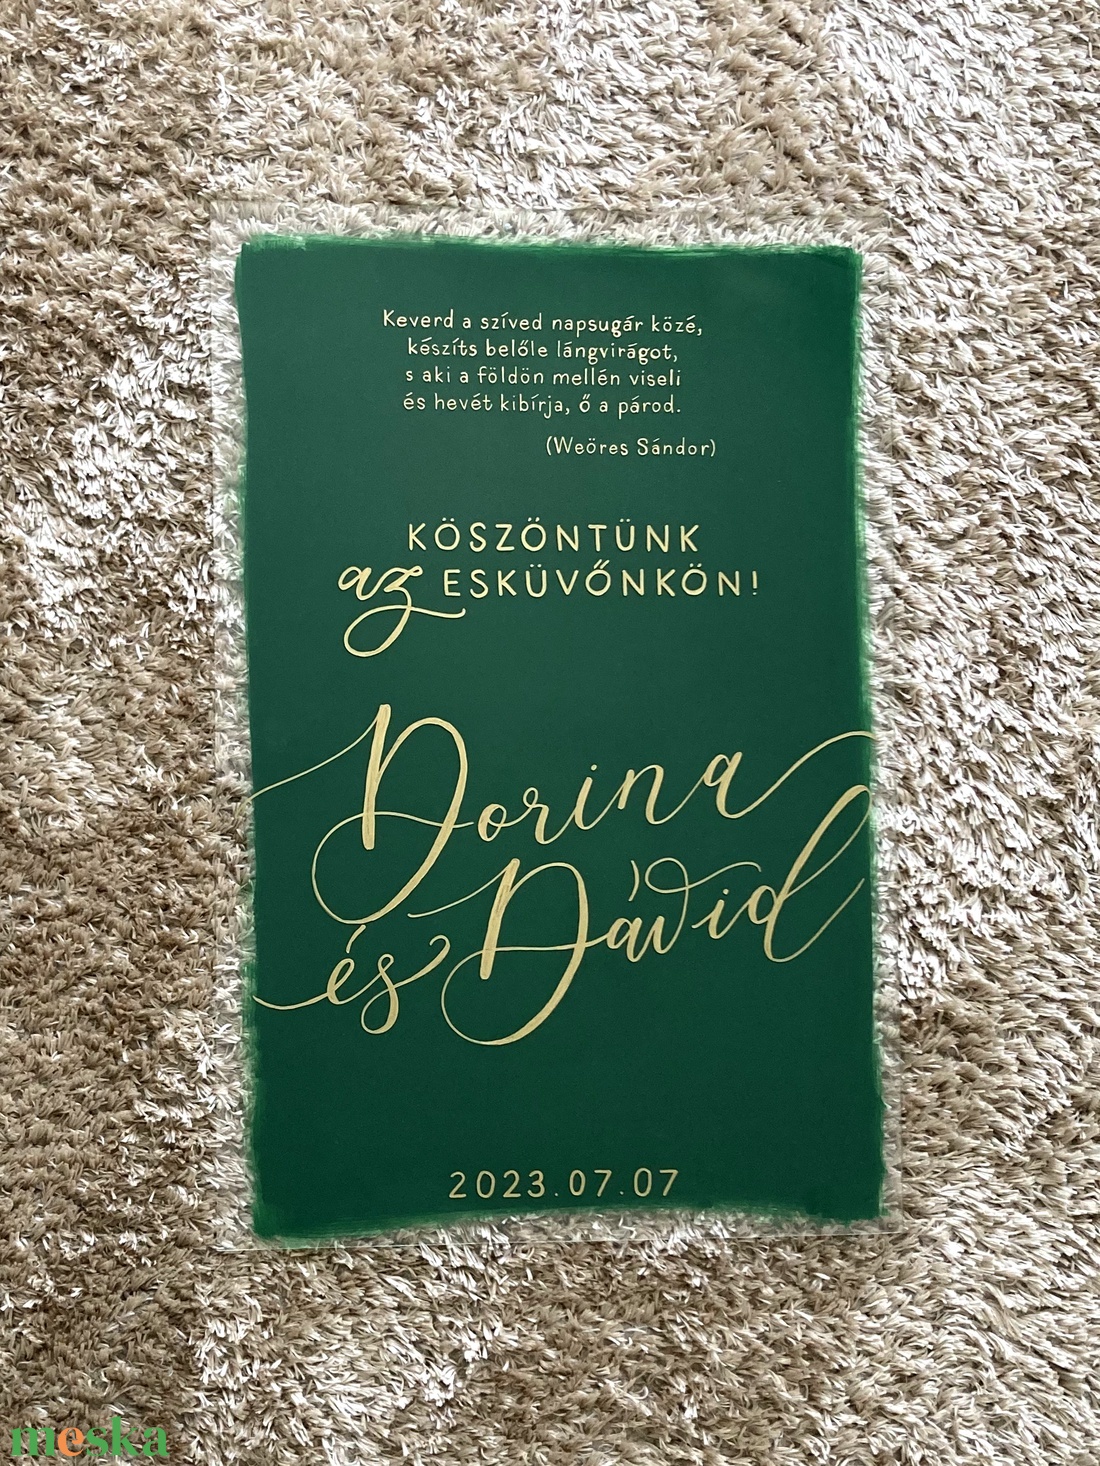 Keverd a szíved napsugár közé,
készíts belőle lángvirágot,
s aki a földön mellén viseli
és hevét kibírja, ő a párod.
(Weöres Sándor)
KÖSZÖNTÜNK
az ESKÜVŐNKÖN!
Dorina
és Dávid
2023.07.07
meska